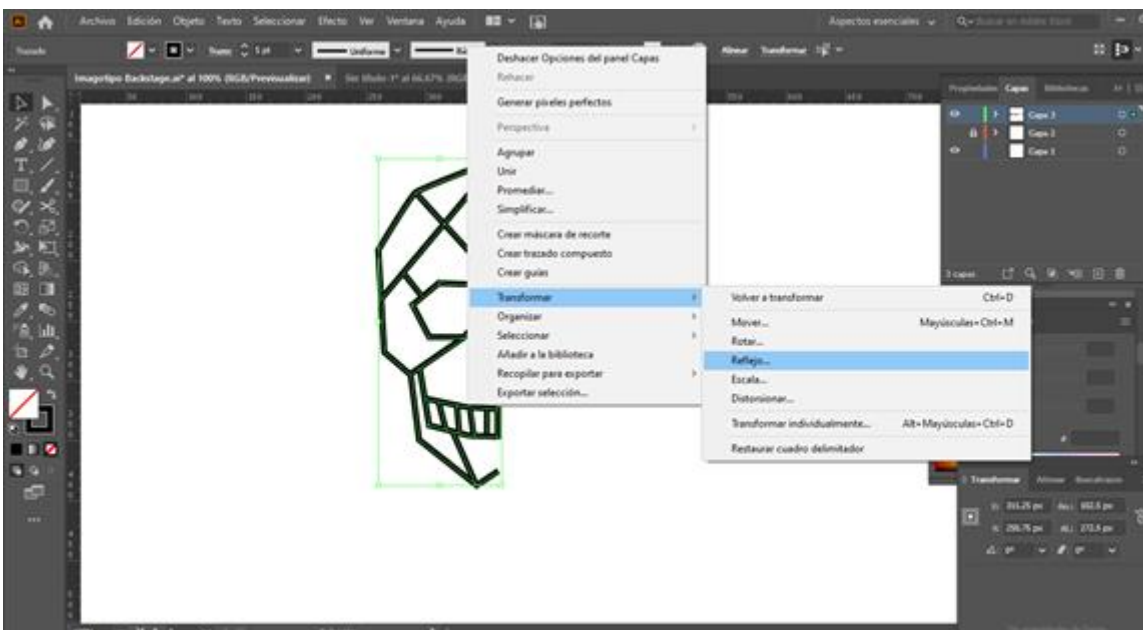 Archivo Edición Objeto Texto Seleccionar Efecto Ver Ventana Ayuda
Aspectos esenciales
Trazado
Trazo: 1 pt
Uniforme
Alinear Transformar
Imagotipo Backstage.ai* al 100% (RGB/Previsualizar)
Propiedades Capas Bibliotecas
Capa 3
Capa 2
Capa 1
3 capas
Deshacer Opciones del panel Capas
Rehacer
Generar píxeles perfectos
Perspectiva
Agrupar
Unir
Promediar...
Simplificar...
Crear máscara de recorte
Crear trazado compuesto
Crear guías
Transformar
Organizar
Seleccionar
Añadir a la biblioteca
Recopilar para exportar
Exportar selección...
Volver a transformar Ctrl+D
Mover... Mayúsculas+Ctrl+M
Rotar...
Reflejo...
Escala...
Distorsionar...
Transformar individualmente... Alt+Mayúsculas+Ctrl+D
Restaurar cuadro delimitador
Transformar Alinear